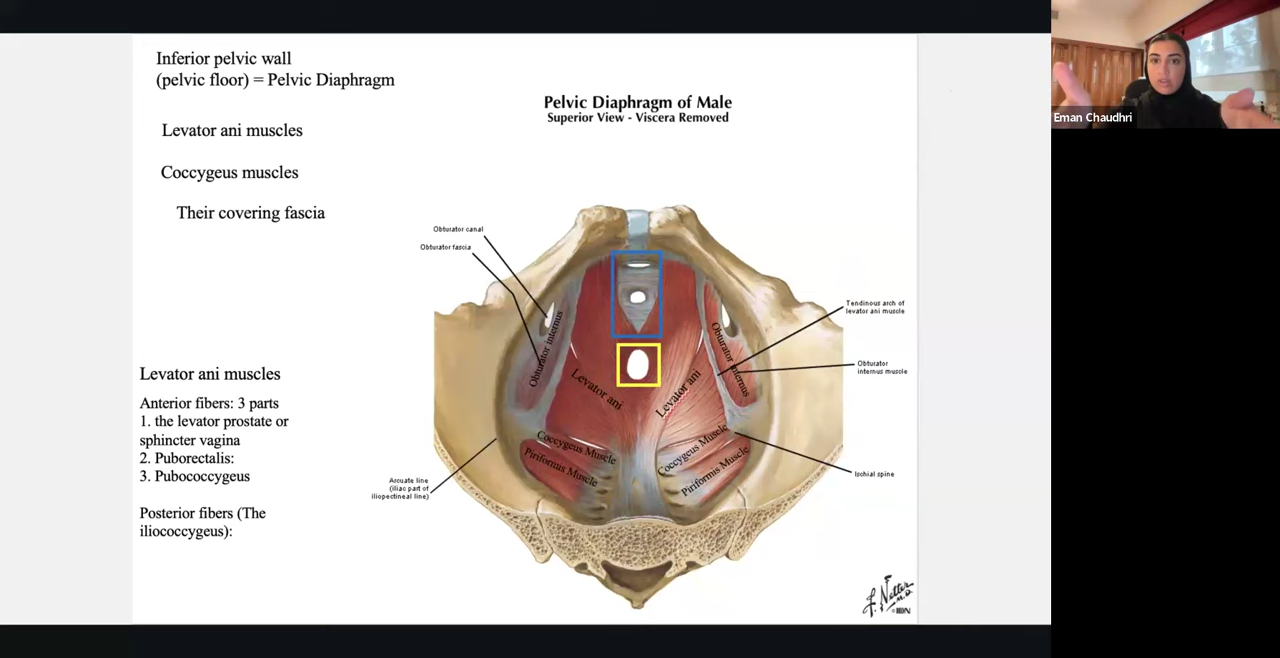 Inferior pelvic wall
(pelvic floor) = Pelvic Diaphragm
Levator ani muscles
Coccygeus muscles
Their covering fascia
Levator ani muscles
Anterior fibers: 3 parts
1. the levator prostate or
sphincter vagina
2. Puborectalis:
3. Pubococcygeus
Posterior fibers (The
iliococcygeus):
Pelvic Diaphragm of Male
Superior View - Viscera Removed
Obturator canal
Obturator fascia
Obturator internus
Levator ani
Coccygeus Muscle
Piriformus Muscle
Arcuate line
(iliac part of
iliopectineal line)
Obturator internus
Levator ani
Coccygeus Muscle
Piriformis Muscle
Tendinous arch of
levator ani muscle
Obturator
internus muscle
Ischial spine
F. Netter
M.D.
Eman Chaudhri